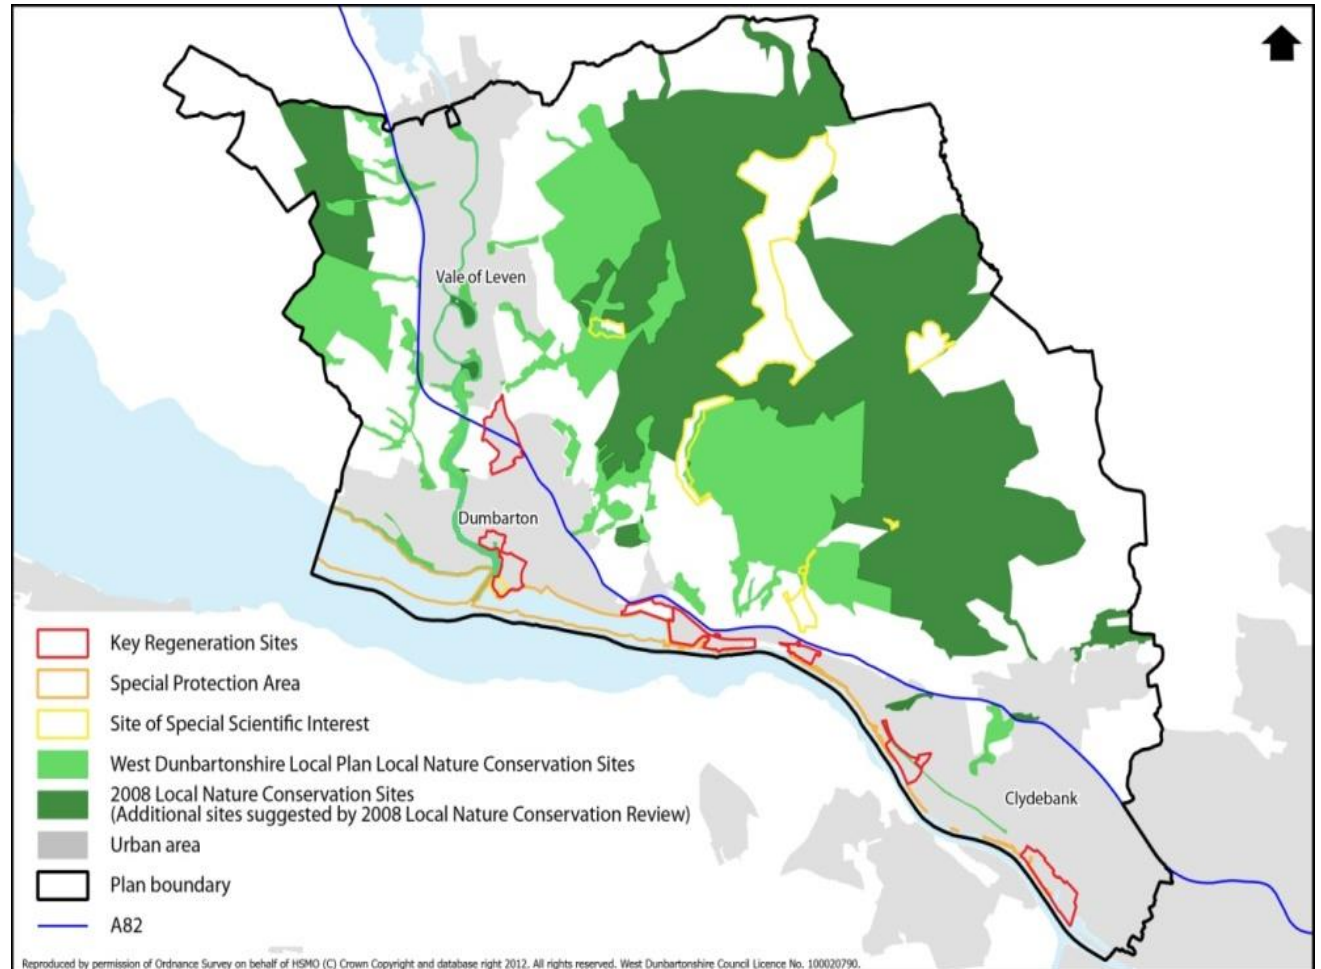 Vale of Leven
Dumbarton
Clydebank
Key Regeneration Sites
Special Protection Area
Site of Special Scientific Interest
West Dunbartonshire Local Plan Local Nature Conservation Sites
2008 Local Nature Conservation Sites
(Additional sites suggested by 2008 Local Nature Conservation Review)
Urban area
Plan boundary
A82
Reproduced by permission of Ordnance Survey on behalf of HSMO (C) Crown Copyright and database right 2012. All rights reserved. West Dunbartonshire Council Licence No. 100020790.